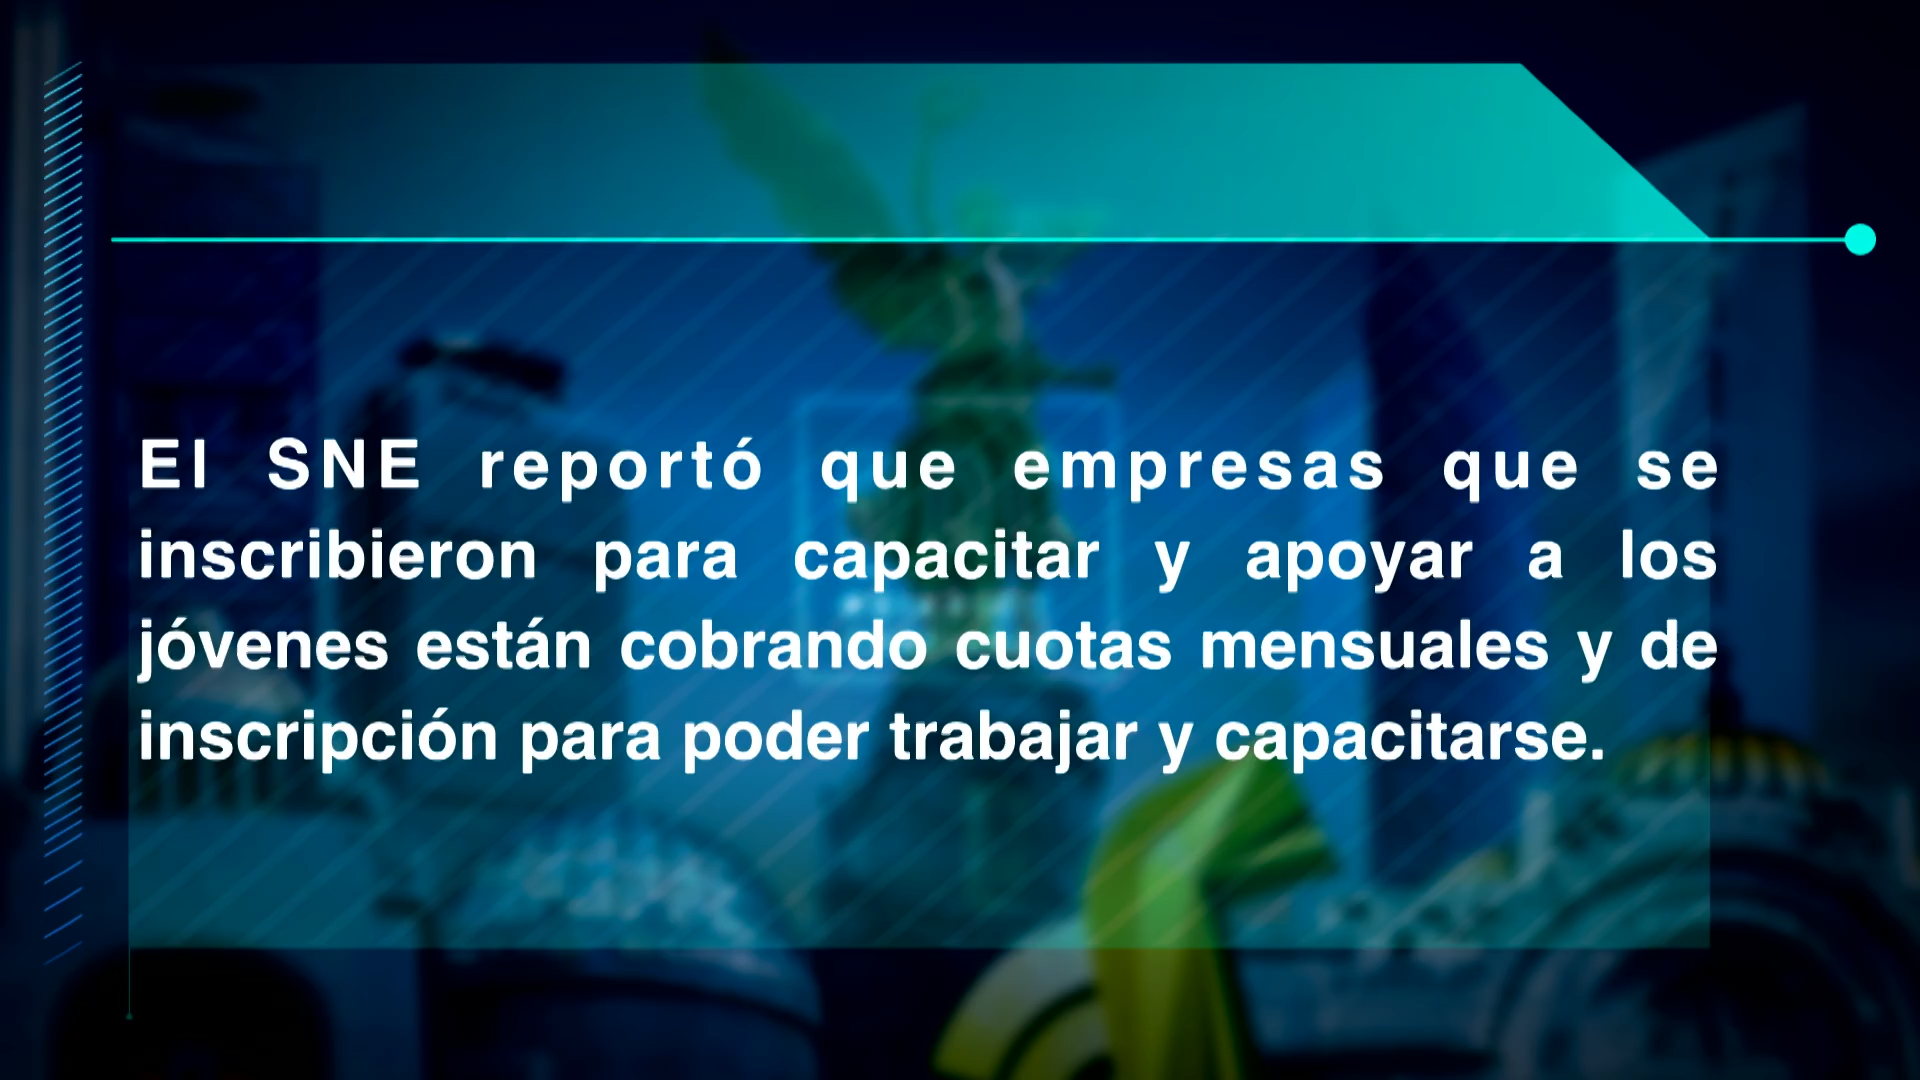 El SNE reportó que empresas que se
inscribieron para capacitar y apoyar a los
jóvenes están cobrando cuotas mensuales y de
inscripción para poder trabajar y capacitarse.